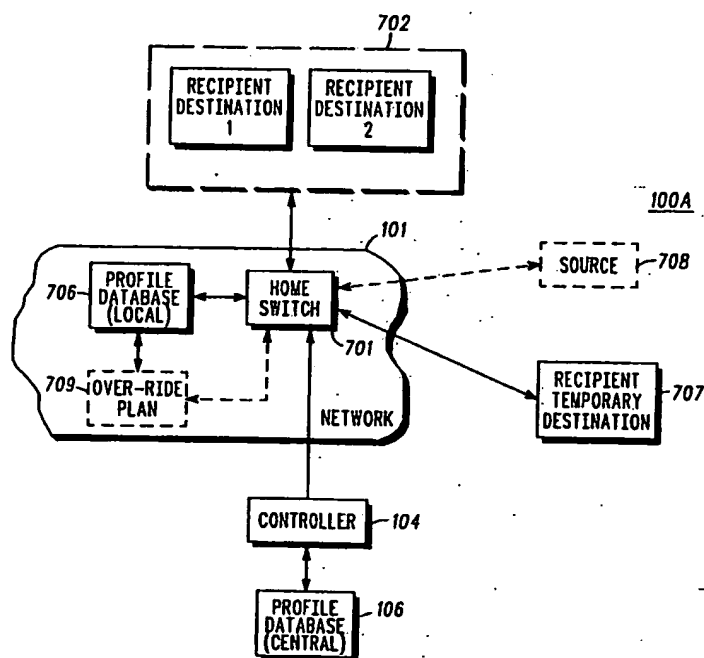 702
RECIPIENT
DESTINATION
1
RECIPIENT
DESTINATION
2
100A
101
706
PROFILE
DATABASE
(LOCAL)
HOME
SWITCH
701
SOURCE
708
709
OVER-RIDE
PLAN
NETWORK
RECIPIENT
TEMPORARY
DESTINATION
707
CONTROLLER
104
PROFILE
DATABASE
(CENTRAL)
106